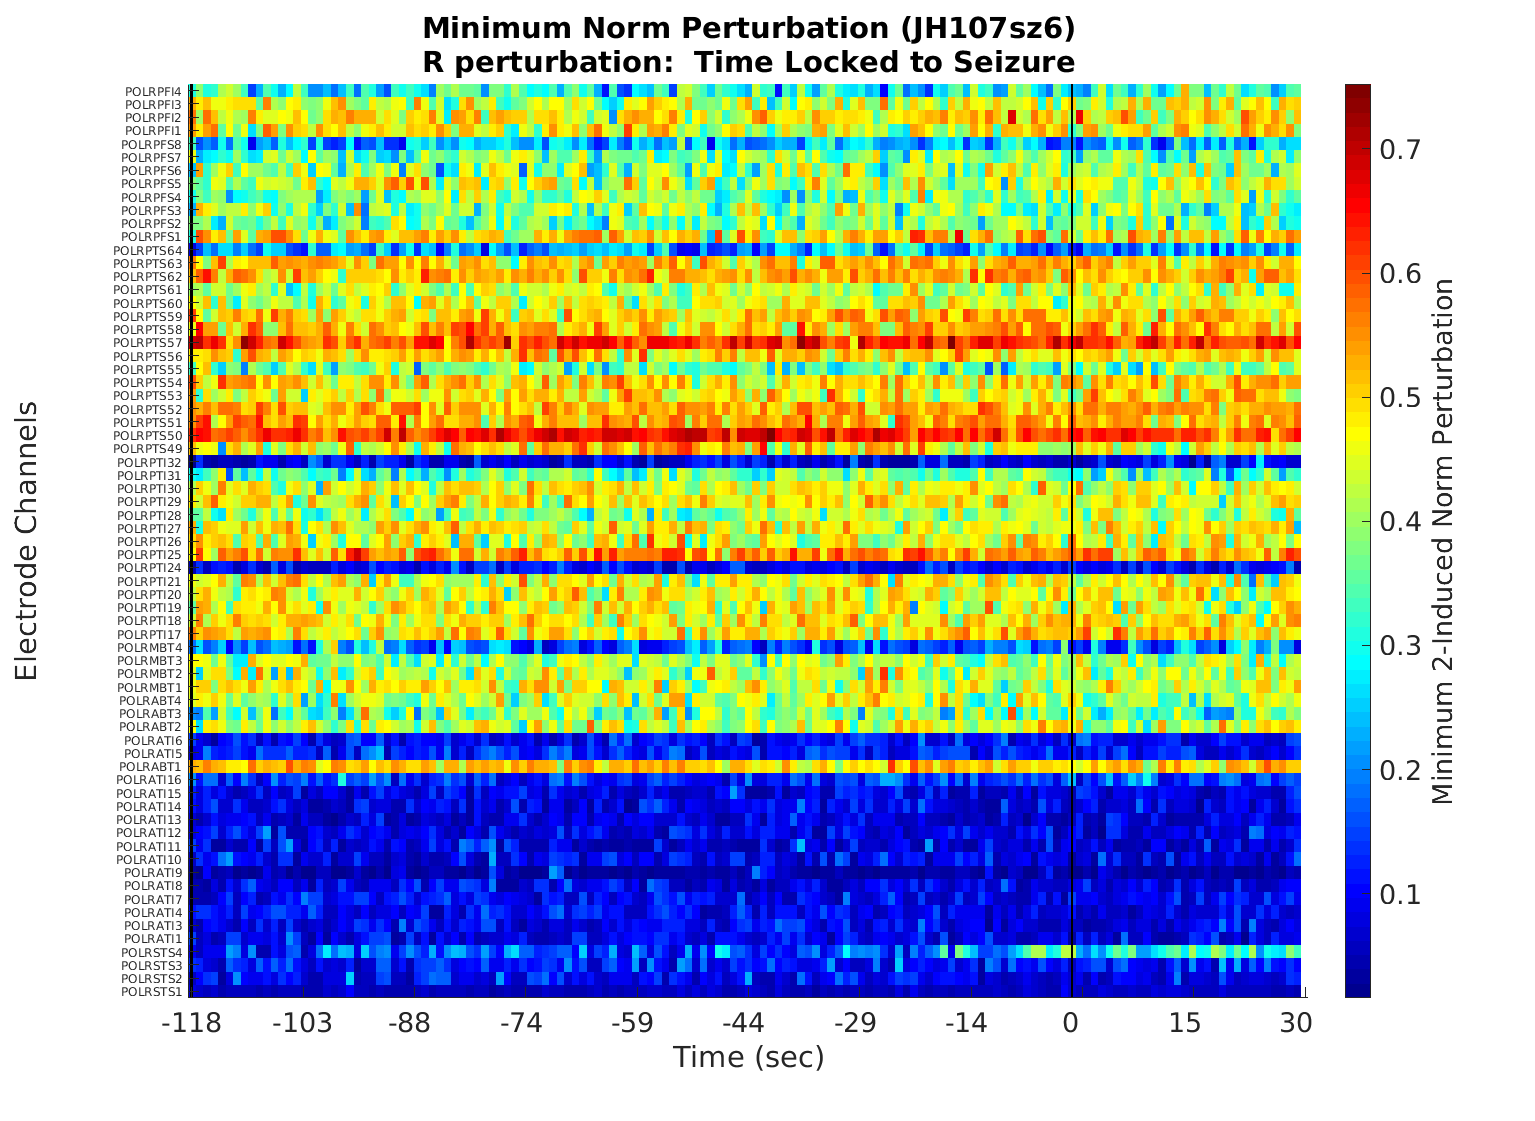 Minimum Norm Perturbation (JH107sz6)
R perturbation:  Time Locked to Seizure
Electrode Channels
POLRPFI4
POLRPFI3
POLRPFI2
POLRPFI1
POLRPFS8
POLRPFS7
POLRPFS6
POLRPFS5
POLRPFS4
POLRPFS3
POLRPFS2
POLRPFS1
POLRPTS64
POLRPTS63
POLRPTS62
POLRPTS61
POLRPTS60
POLRPTS59
POLRPTS58
POLRPTS57
POLRPTS56
POLRPTS55
POLRPTS54
POLRPTS53
POLRPTS52
POLRPTS51
POLRPTS50
POLRPTS49
POLRPTI32
POLRPTI31
POLRPTI30
POLRPTI29
POLRPTI28
POLRPTI27
POLRPTI26
POLRPTI25
POLRPTI24
POLRPTI21
POLRPTI20
POLRPTI19
POLRPTI18
POLRPTI17
POLRMBT4
POLRMBT3
POLRMBT2
POLRMBT1
POLRABT4
POLRABT3
POLRABT2
POLRATI6
POLRATI5
POLRABT1
POLRATI16
POLRATI15
POLRATI14
POLRATI13
POLRATI12
POLRATI11
POLRATI10
POLRATI9
POLRATI8
POLRATI7
POLRATI4
POLRATI3
POLRATI1
POLRSTS4
POLRSTS3
POLRSTS2
POLRSTS1
-118 -103 -88 -74 -59 -44 -29 -14 0 15 30
Time (sec)
0.7
0.6
0.5
0.4
0.3
0.2
0.1
Minimum 2-Induced Norm Perturbation